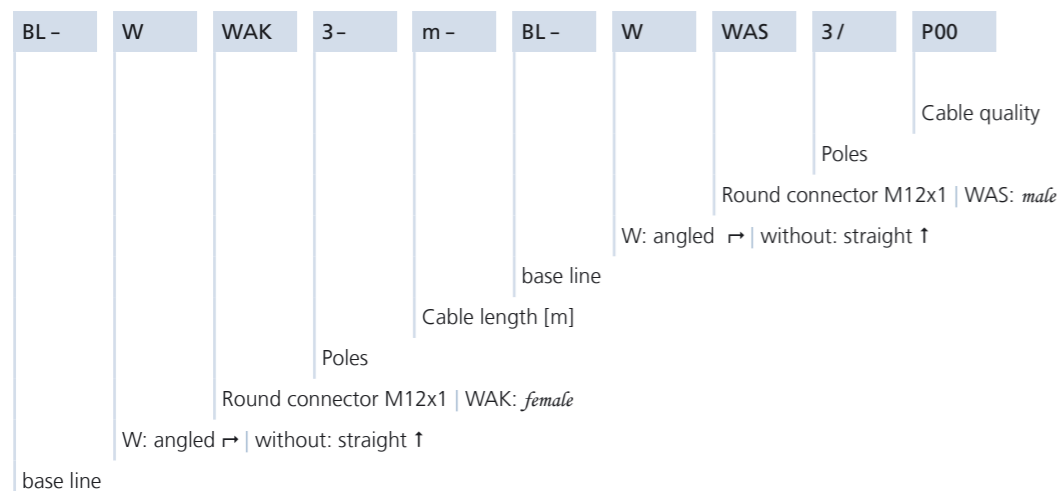 BL – W WAK 3 – m – BL – W WAS 3 / P00
Cable quality
Poles
Round connector M12x1 | WAS: male
W: angled ↱ | without: straight ↑
base line
Cable length [m]
Poles
Round connector M12x1 | WAK: female
W: angled ↱ | without: straight ↑
base line